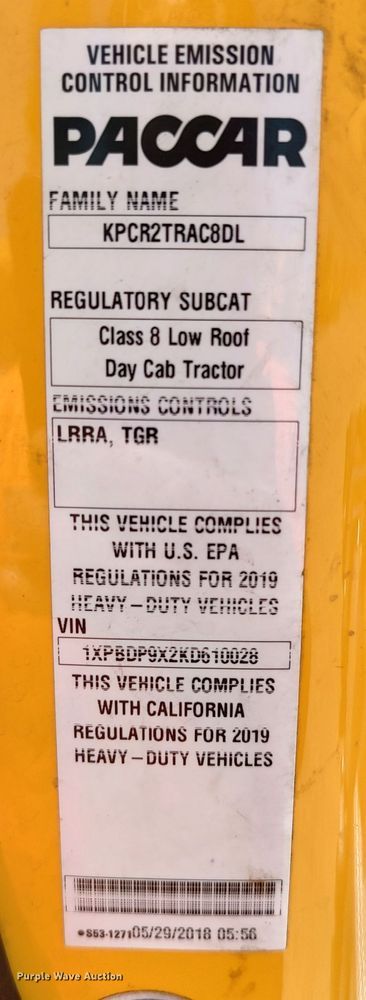 VEHICLE EMISSION
CONTROL INFORMATION
PACCAR
FAMILY NAME
KPCR2TRAC8DL
REGULATORY SUBCAT
Class 8 Low Roof
Day Cab Tractor
EMISSIONS CONTROLS
LRRA, TGR
THIS VEHICLE COMPLIES
WITH U.S. EPA
REGULATIONS FOR 2019
HEAVY-DUTY VEHICLES
VIN
1XPBDP9X2KD610028
THIS VEHICLE COMPLIES
WITH CALIFORNIA
REGULATIONS FOR 2019
HEAVY-DUTY VEHICLES
•S53-1271 05/29/2018 05:56
Purple Wave Auction